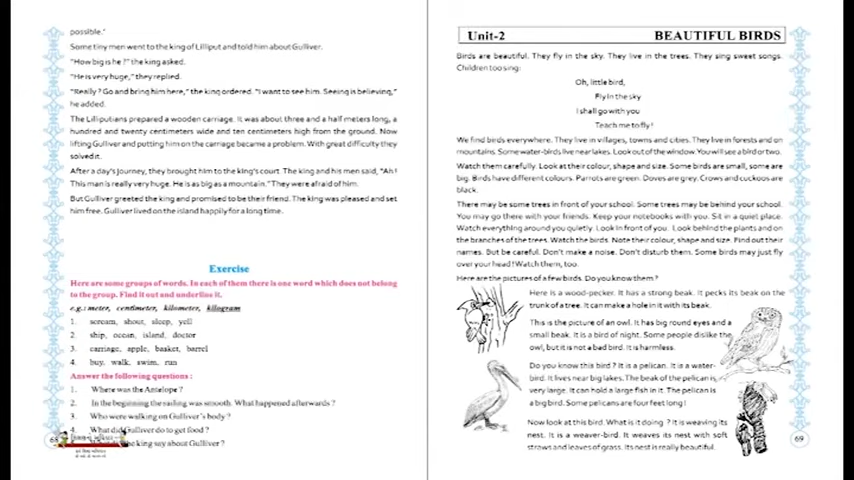 possible."
Some tiny men went to the king of Lilliput and told him about Gulliver.
"How big is he?" the king asked.
"He is very huge," they replied.
"Really ? Go and bring him here," the king ordered. "I want to see him. Seeing is believing,"
he added.
The Lilliputians prepared a wooden carriage. It was about three and a half meters long, a
hundred and twenty centimeters wide and ten centimeters high from the ground. Now
lifting Gulliver and putting him on the carriage became a problem. With great difficulty they
solved it.
After a day's journey, they brought him to the king's court. The king and his men said, "Ah!
This man is really very huge. He is as big as a mountain." They were afraid of him.
But Gulliver greeted the king and promised to be their friend. The king was pleased and set
him free. Gulliver lived on the island happily for a long time.
Exercise
Here are some groups of words. In each of them there is one word which does not belong
to the group. Find it out and underline it.
e.g.: meter, centimeter, kilometer, kilogram
1. scream, shout, sleep, yell
2. ship, ocean, island, doctor
3. carriage, apple, basket, barrel
4. buy, walk, swim, run
Answer the following questions :
1. Where was the Antelope ?
2. In the beginning the sailing was smooth. What happened afterwards ?
3. Who were walking on Gulliver's body ?
4. What did Gulliver do to get food ?
the king say about Gulliver ?
68
Unit-2 BEAUTIFUL BIRDS
Birds are beautiful. They fly in the sky. They live in the trees. They sing sweet songs.
Children too sing:
Oh, little bird,
Fly in the sky
I shall go with you
Teach me to fly!
We find birds everywhere. They live in villages, towns and cities. They live in forests and on
mountains. Some water-birds live near lakes. Look out of the window. You will see a bird or two.
Watch them carefully. Look at their colour, shape and size. Some birds are small, some are
big. Birds have different colours. Parrots are green. Doves are grey. Crows and cuckoos are
black.
There may be some trees in front of your school. Some trees may be behind your school.
You may go there with your friends. Keep your notebooks with you. Sit in a quiet place.
Watch everything around you quietly. Look in front of you. Look behind the plants and on
the branches of the trees. Watch the birds. Note their colour, shape and size. Find out their
names. But be careful. Don't make a noise. Don't disturb them. Some birds may just fly
over your head! Watch them, too.
Here are the pictures of a few birds. Do you know them ?
Here is a wood-pecker. It has a strong beak. It pecks its beak on the
trunk of a tree. It can make a hole in it with its beak.
This is the picture of an owl. It has big round eyes and a
small beak. It is a bird of night. Some people dislike the
owl, but it is not a bad bird. It is harmless.
Do you know this bird ? It is a pelican. It is a water-
bird. It lives near big lakes. The beak of the pelican is
very large. It can hold a large fish in it. The pelican is
a big bird. Some pelicans are four feet long!
Now look at this bird. What is it doing ? It is weaving its
nest. It is a weaver-bird. It weaves its nest with soft
straws and leaves of grass. Its nest is really beautiful.
69